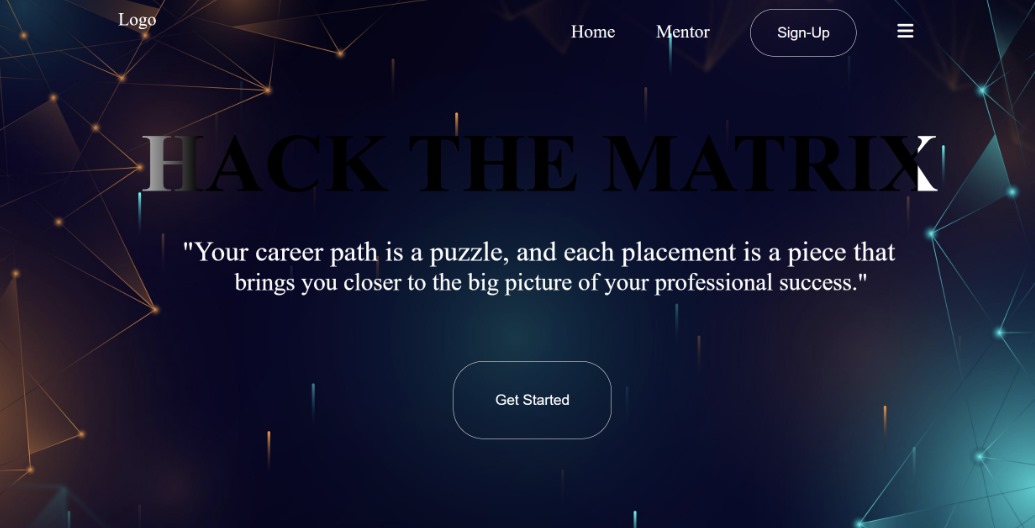 Logo
Home Mentor Sign-Up
HACK THE MATRIX
"Your career path is a puzzle, and each placement is a piece that
brings you closer to the big picture of your professional success."
Get Started